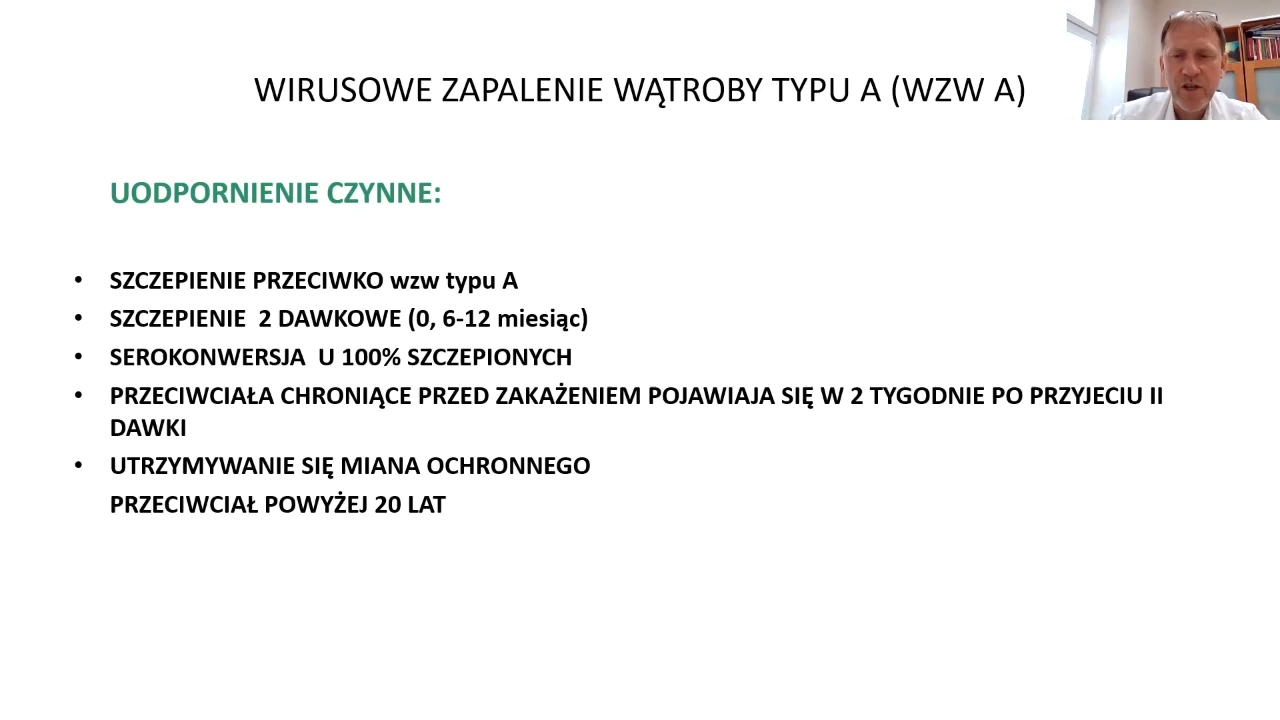 WIRUSOWE ZAPALENIE WĄTROBY TYPU A (WZW A)
UODPORNIENIE CZYNNE:
• SZCZEPIENIE PRZECIWKO wzw typu A
• SZCZEPIENIE  2 DAWKOWE (0, 6-12 miesiąc)
• SEROKONWERSJA  U 100% SZCZEPIONYCH
• PRZECIWCIAŁA CHRONIĄCE PRZED ZAKAŻENIEM POJAWIAJA SIĘ W 2 TYGODNIE PO PRZYJECIU II
DAWKI
• UTRZYMYWANIE SIĘ MIANA OCHRONNEGO
PRZECIWCIAŁ POWYŻEJ 20 LAT